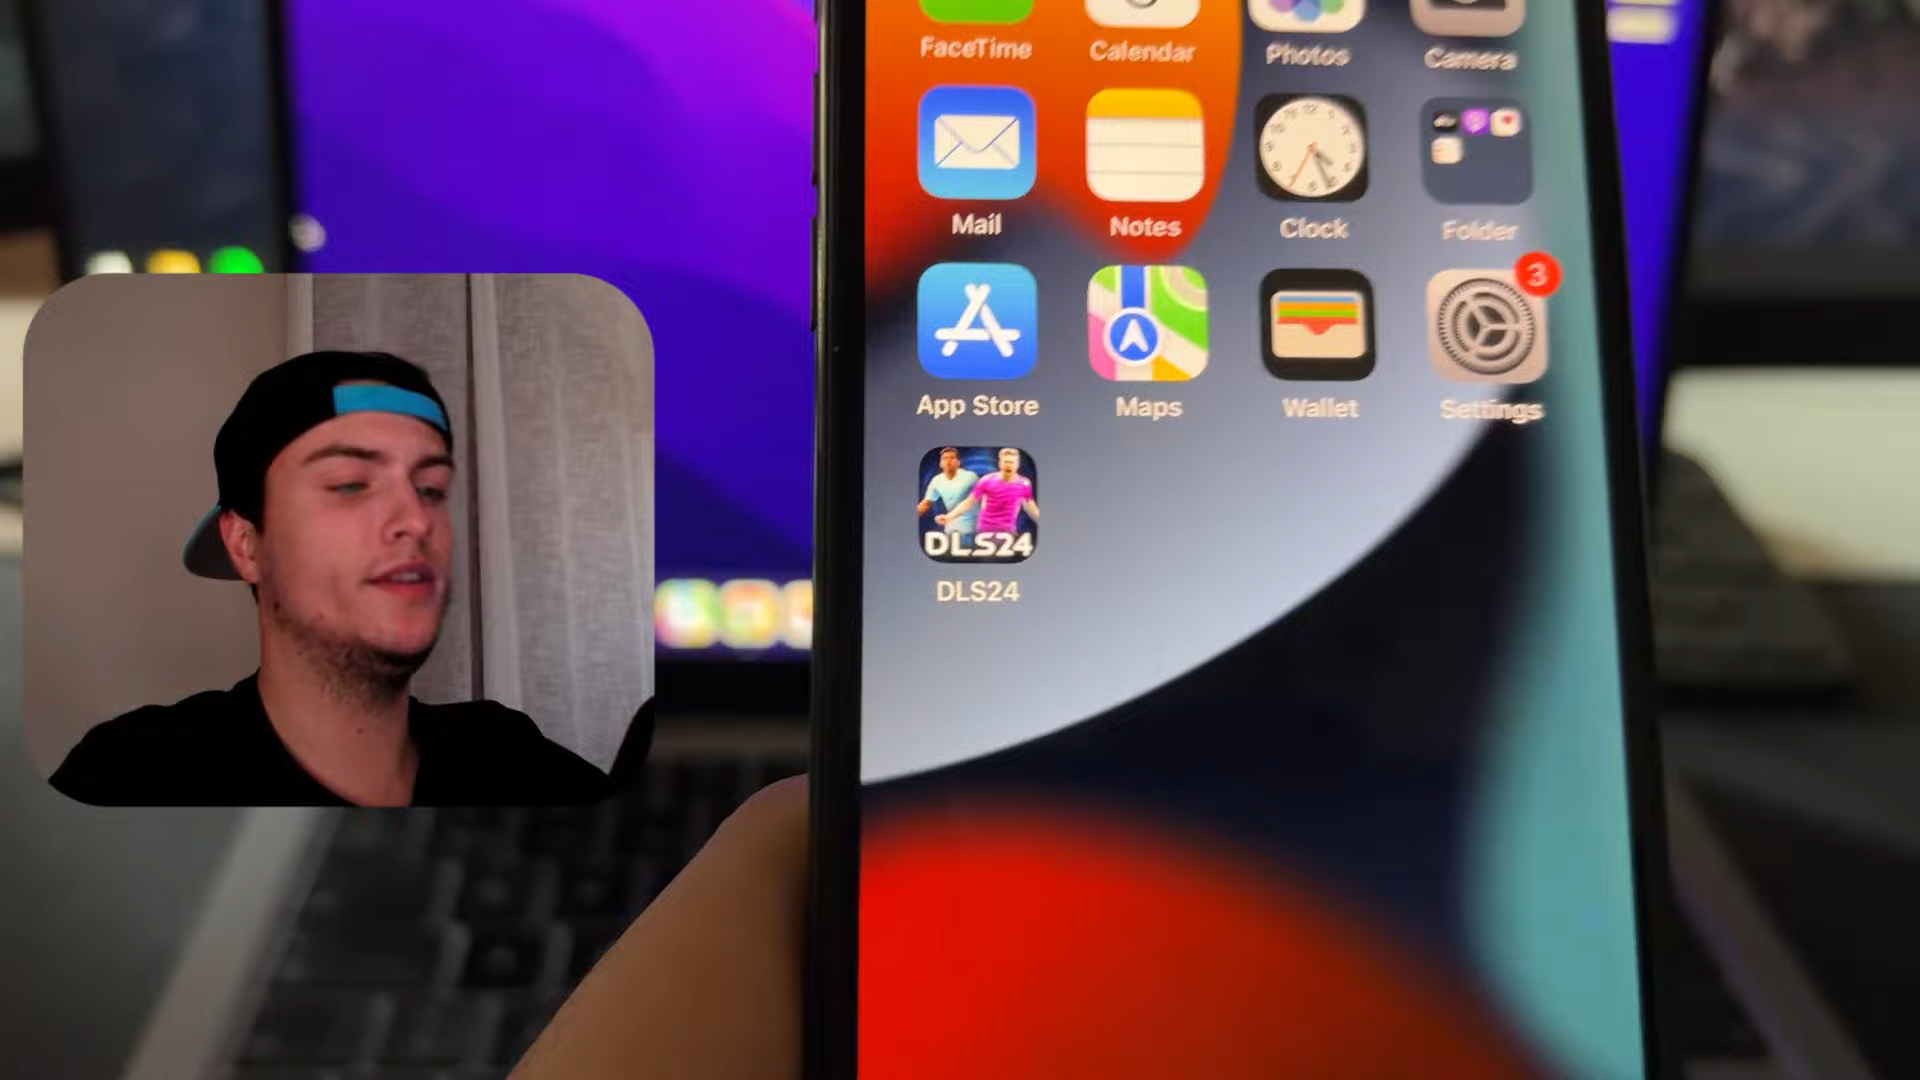 FaceTime Calendar Photos Camera
Mail Notes Clock Folder
3
App Store Maps Wallet Settings
DLS24
DLS24